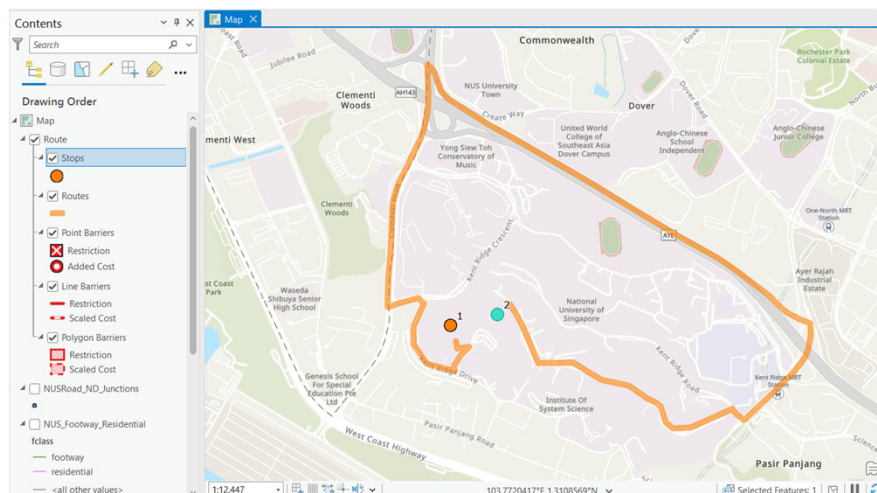 Contents
Search
Drawing Order
Map
Route
Stops
Routes
Point Barriers
Restriction
Added Cost
Line Barriers
Restriction
Scaled Cost
Polygon Barriers
Restriction
Scaled Cost
NUSRoad_ND_Junctions
NUS_Footway_Residential
fclass
footway
residential
<all other values>
Map
Jubilee Road
Commonwealth
Dover
Rochester Park
Colonial Estate
Clementi
Woods
AH143
NUS University
Town
Dover
Dover Road
Create Way
United World
College of
Southeast Asia
Dover Campus
Anglo-Chinese
School
Independent
Anglo-Chinese
Junior College
Yong Siew Toh
Conservatory of
Music
Clementi
Woods
Kent Ridge Crescent
AYE
One-North MRT
Station
Ayer Rajah
Industrial
Estate
Waseda
Shibuya Senior
High School
1
2
National
University of
Singapore
Kent Ridge Road
Kent Ridge MRT
Station
Genesis School
For Special
Education Pte
Ltd
Kent Ridge Drive
Institute Of
System Science
West Coast Highway
Pasir Panjang Road
Pasir Panjang
1:12,447
103.7720417°E 1.3108569°N
Selected Features: 1